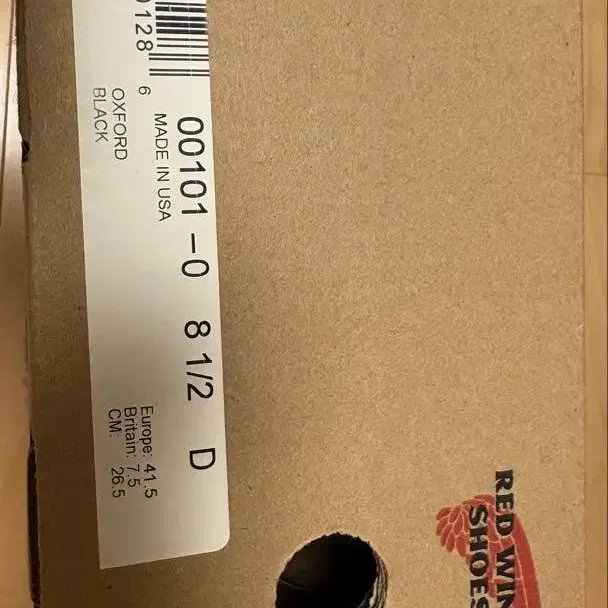 0128 6
00101 -0 8 1/2 D
MADE IN USA
OXFORD
BLACK
Europe: 41.5
Britain: 7.5
CM: 26.5
RED WIN
SHOES